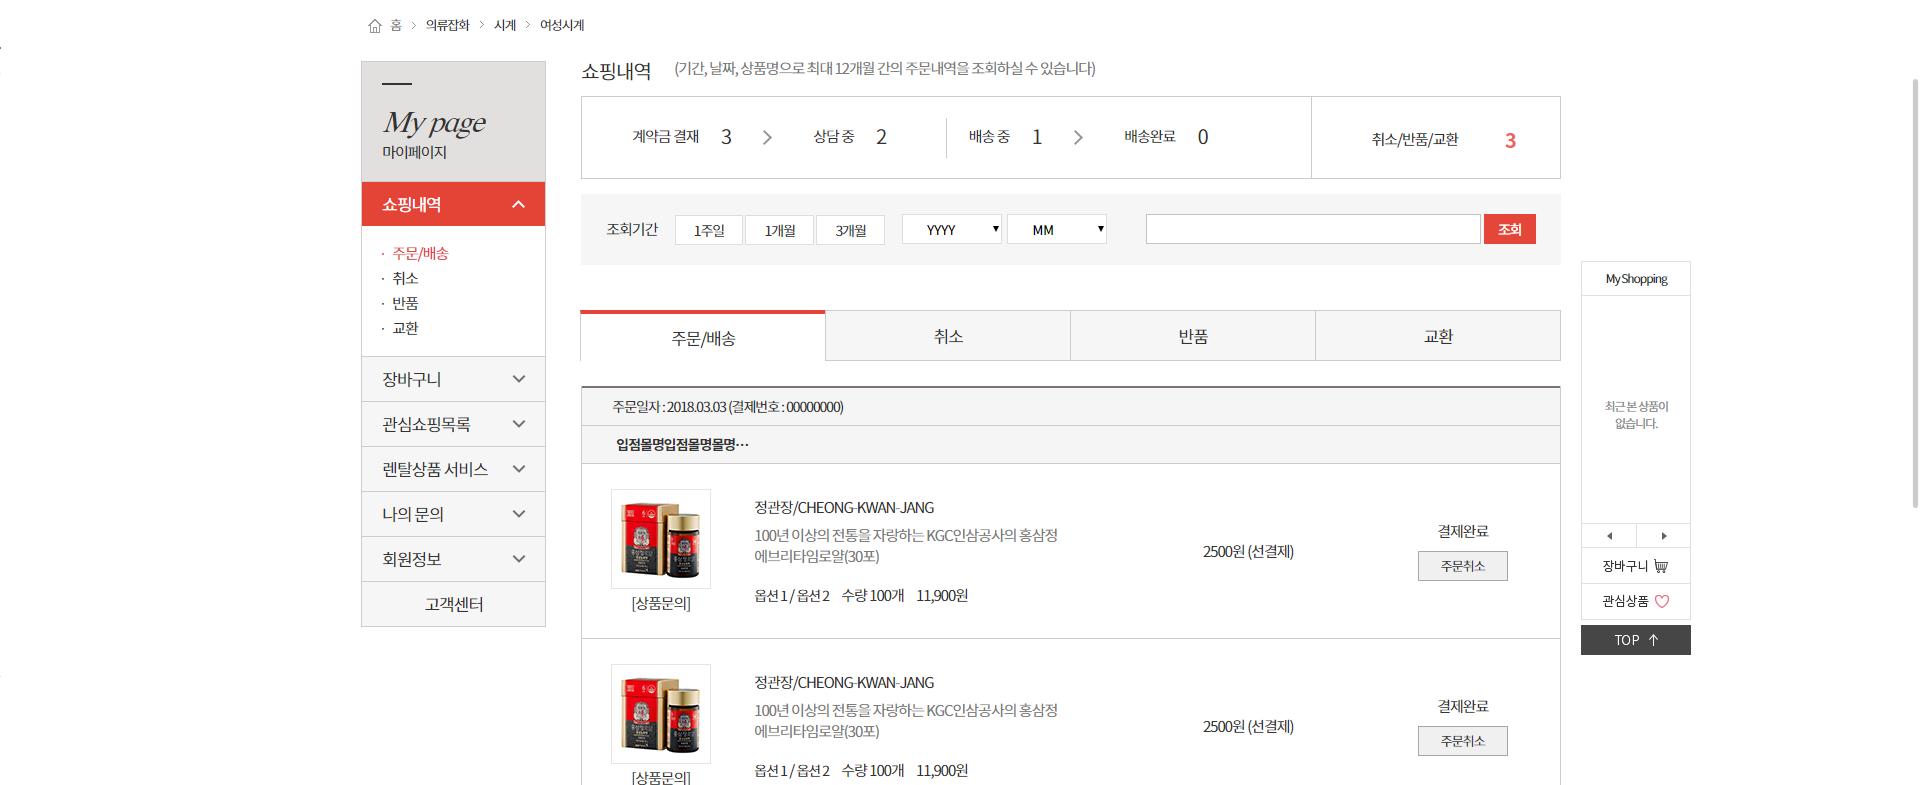 홈 > 의류잡화 > 시계 > 여성시계
My page
마이페이지
쇼핑내역
· 주문/배송
· 취소
· 반품
· 교환
장바구니
관심쇼핑목록
렌탈상품 서비스
나의 문의
회원정보
고객센터
쇼핑내역 (기간, 날짜, 상품명으로 최대 12개월 간의 주문내역을 조회하실 수 있습니다)
계약금 결재 3 > 상담 중 2 배송 중 1 > 배송완료 0 취소/반품/교환 3
조회기간 1주일 1개월 3개월 YYYY MM 조회
주문/배송 취소 반품 교환
주문일자 : 2018.03.03 (결제번호 : 00000000)
입점몰명입점몰명몰명…
정관장/CHEONG-KWAN-JANG
100년 이상의 전통을 자랑하는 KGC인삼공사의 홍삼정
에브리타임로얄(30포)
옵션 1 / 옵션 2 수량 100개 11,900원
[상품문의]
2500원 (선결제)
결제완료
주문취소
정관장/CHEONG-KWAN-JANG
100년 이상의 전통을 자랑하는 KGC인삼공사의 홍삼정
에브리타임로얄(30포)
옵션 1 / 옵션 2 수량 100개 11,900원
[상품문의]
2500원 (선결제)
결제완료
주문취소
My Shopping
최근 본 상품이
없습니다.
장바구니
관심상품
TOP